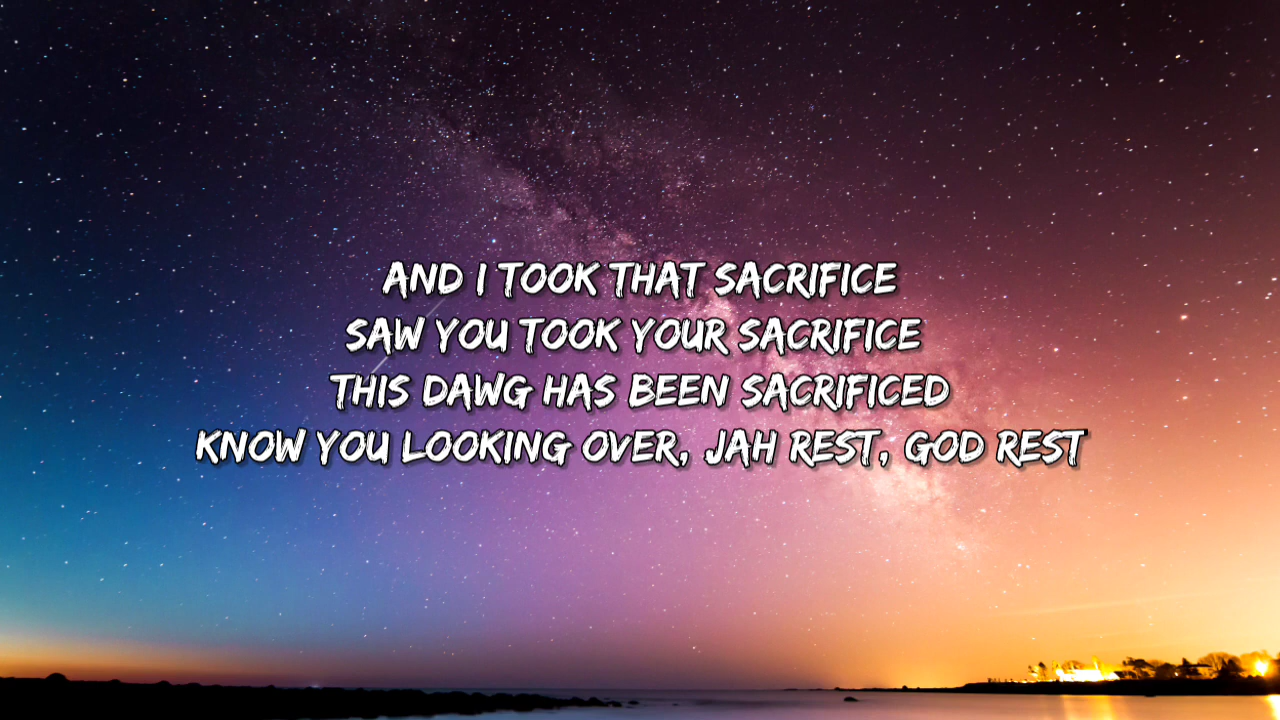 AND I TOOK THAT SACRIFICE
SAW YOU TOOK YOUR SACRIFICE
THIS DAWG HAS BEEN SACRIFICED
KNOW YOU LOOKING OVER, JAH REST, GOD REST